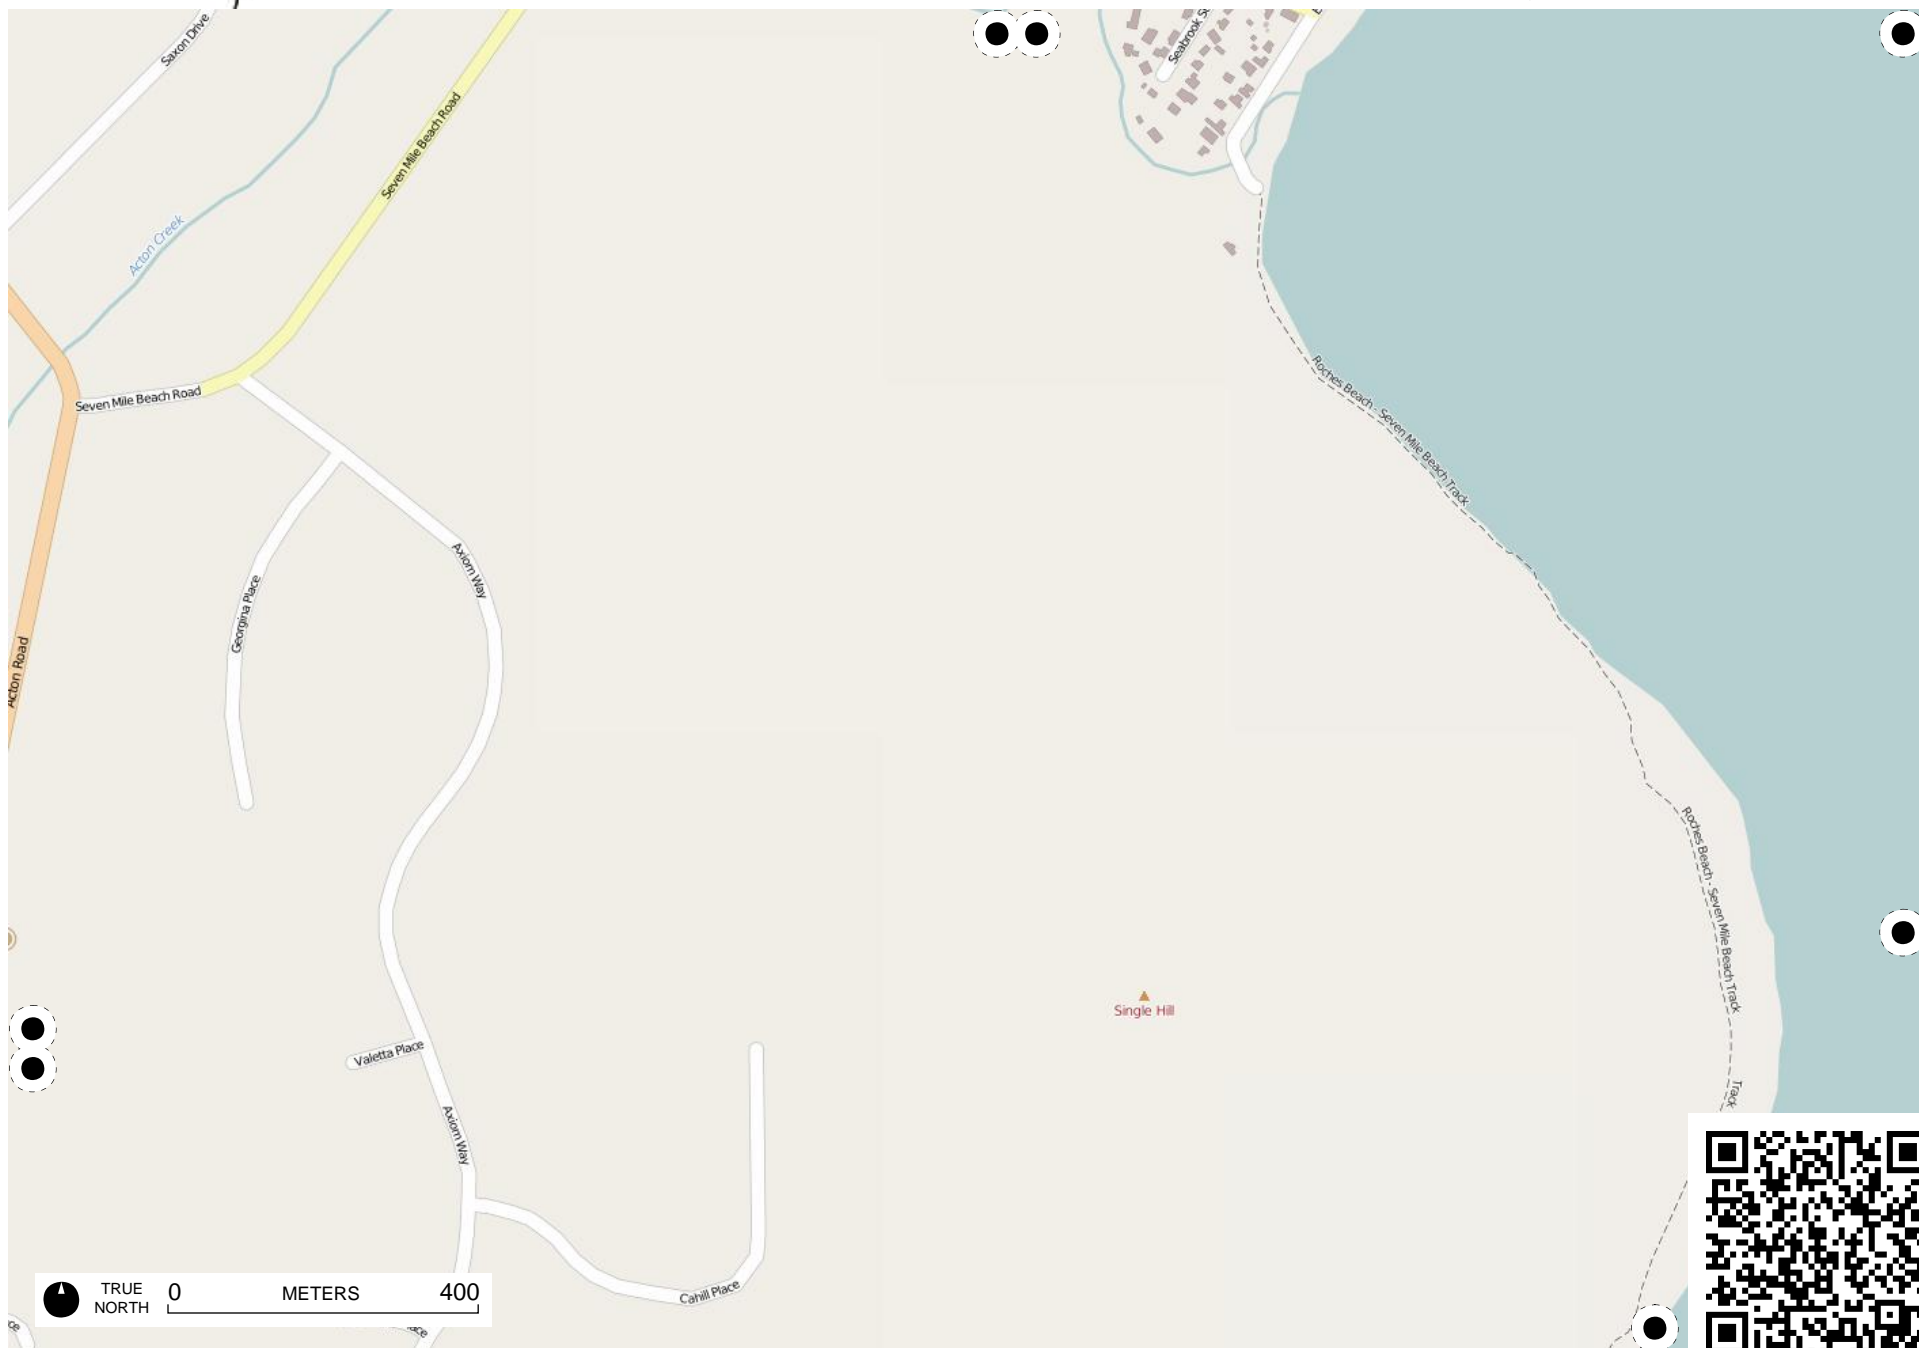 Saxon Drive
Seabrook
Seven Mile Beach Road
Acton Creek
Seven Mile Beach Road
Roches Beach - Seven Mile Beach Track
Axiom Way
Georgina Place
Acton Road
Roches Beach - Seven Mile Beach Track
Single Hill
Valetta Place
Track
Axiom Way
Cahill Place
TRUE
NORTH
0 METERS 400